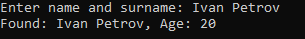 Enter name and surname: Ivan Petrov
Found: Ivan Petrov, Age: 20